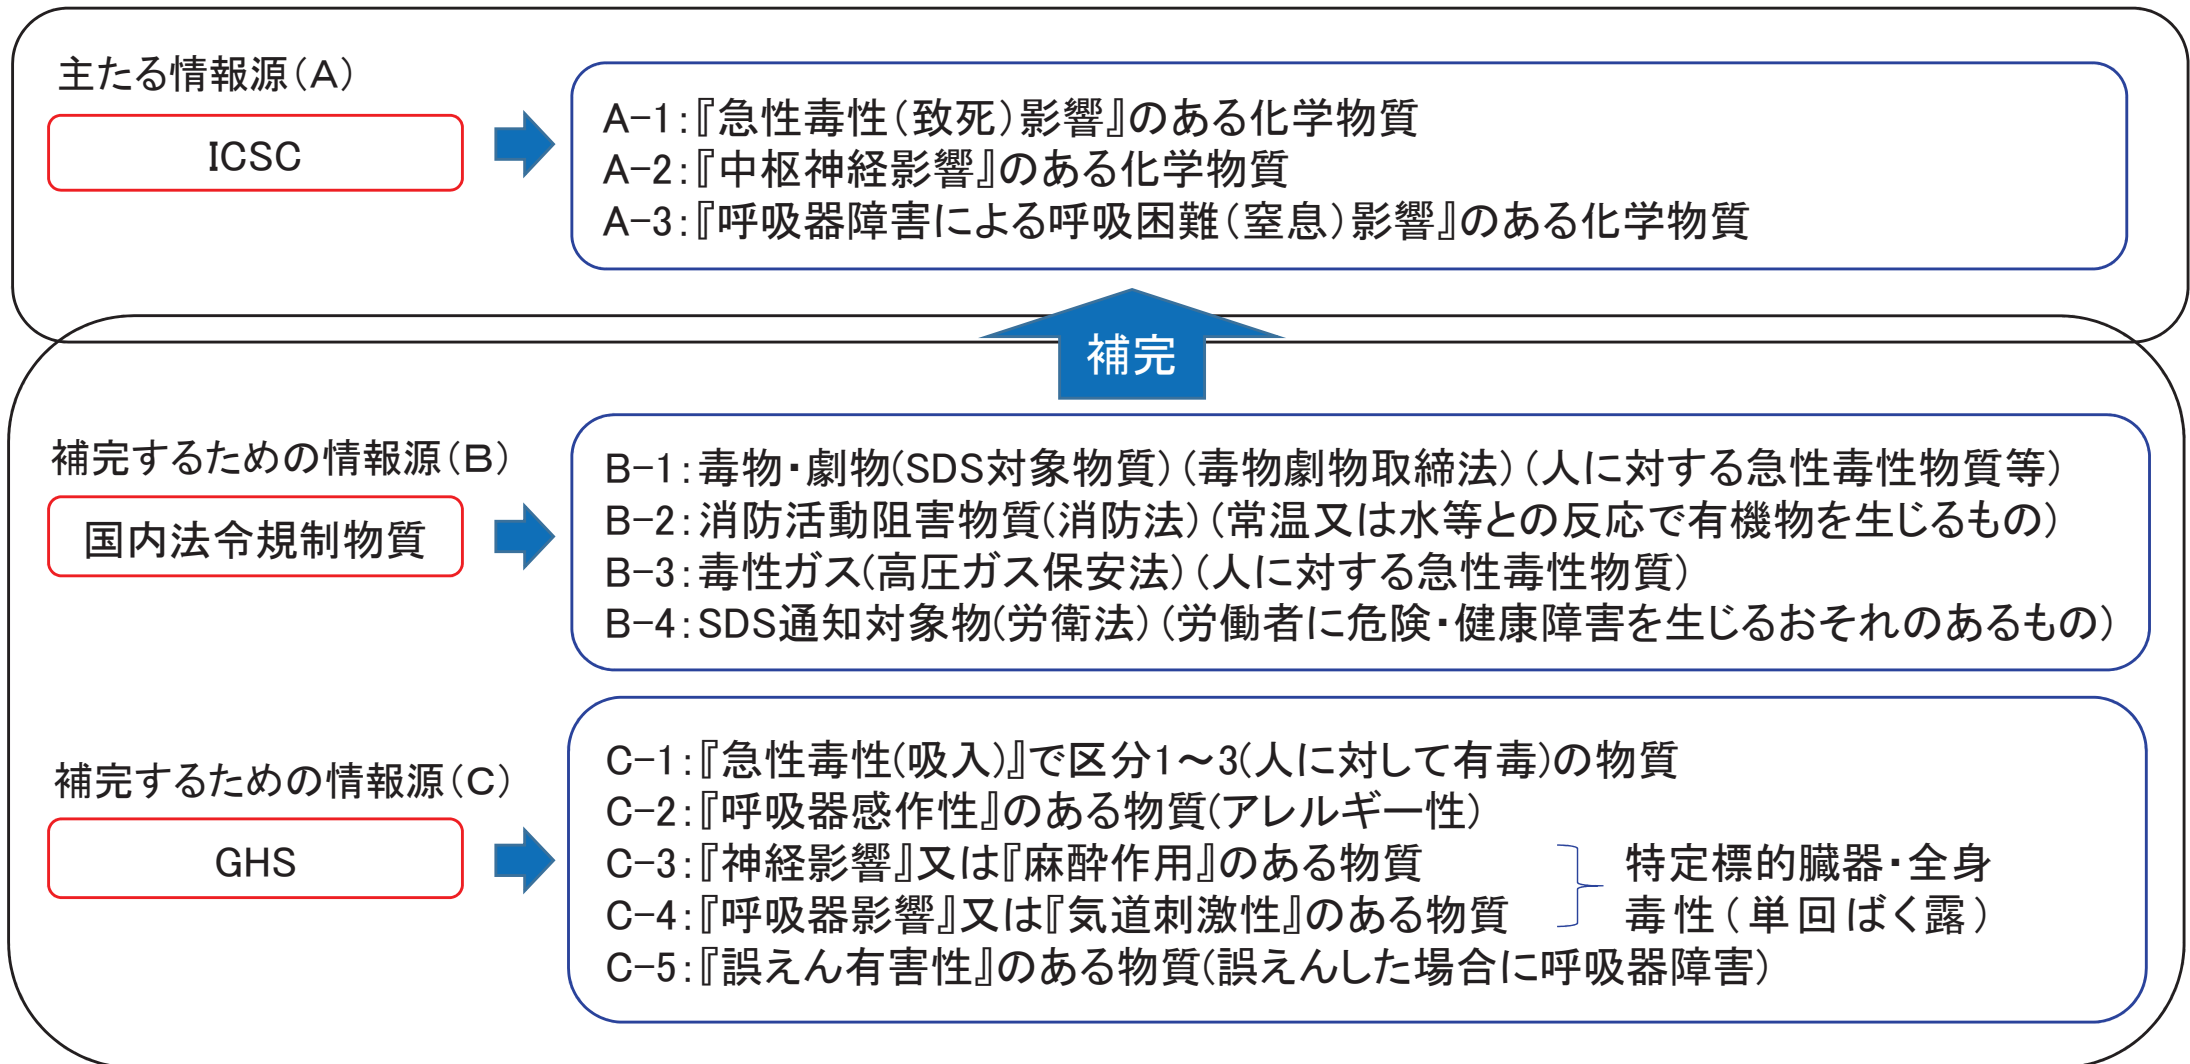 主たる情報源（A）
ICSC
A−1：『急性毒性（致死）影響』のある化学物質
A−2：『中枢神経影響』のある化学物質
A−3：『呼吸器障害による呼吸困難（窒息）影響』のある化学物質
補完
補完するための情報源（B）
国内法令規制物質
B−1：毒物・劇物(SDS対象物質)（毒物劇物取締法）（人に対する急性毒性物質等）
B−2：消防活動阻害物質(消防法)（常温又は水等との反応で有機物を生じるもの）
B−3：毒性ガス(高圧ガス保安法)（人に対する急性毒性物質）
B−4：SDS通知対象物(労衛法)（労働者に危険・健康障害を生じるおそれのあるもの）
補完するための情報源（C）
GHS
C−1：『急性毒性(吸入)』で区分1～3(人に対して有毒)の物質
C−2：『呼吸器感作性』のある物質(アレルギー性)
C−3：『神経影響』又は『麻酔作用』のある物質
C−4：『呼吸器影響』又は『気道刺激性』のある物質
特定標的臓器・全身
毒性（単回ばく露）
C−5：『誤えん有害性』のある物質(誤えんした場合に呼吸器障害)